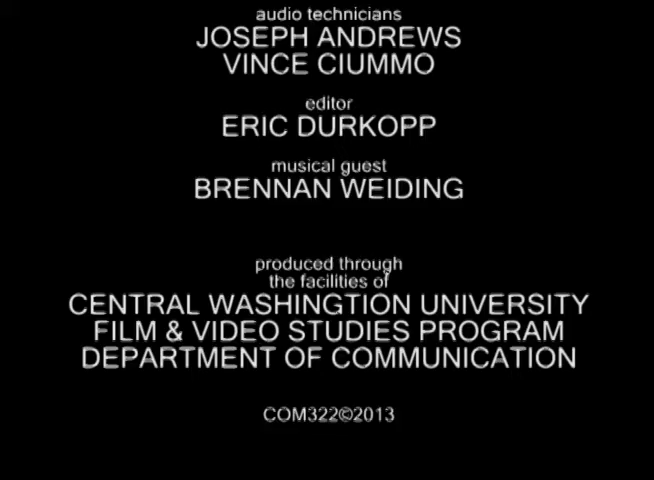 audio technicians
JOSEPH ANDREWS
VINCE CIUMMO
editor
ERIC DURKOPP
musical guest
BRENNAN WEIDING
produced through
the facilities of
CENTRAL WASHINGTION UNIVERSITY
FILM & VIDEO STUDIES PROGRAM
DEPARTMENT OF COMMUNICATION
COM322©2013